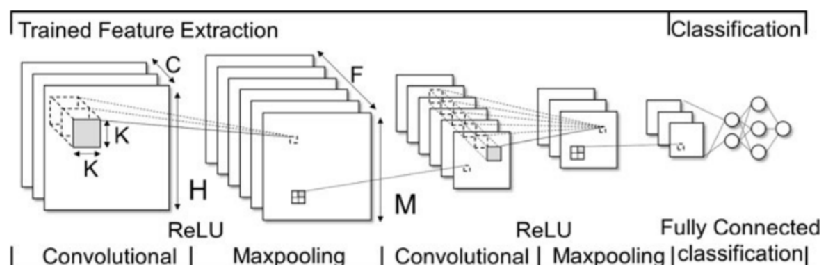 Trained Feature Extraction
Classification
C
F
K
K
H
M
ReLU
ReLU
Fully Connected
classification
Convolutional
Maxpooling
Convolutional
Maxpooling